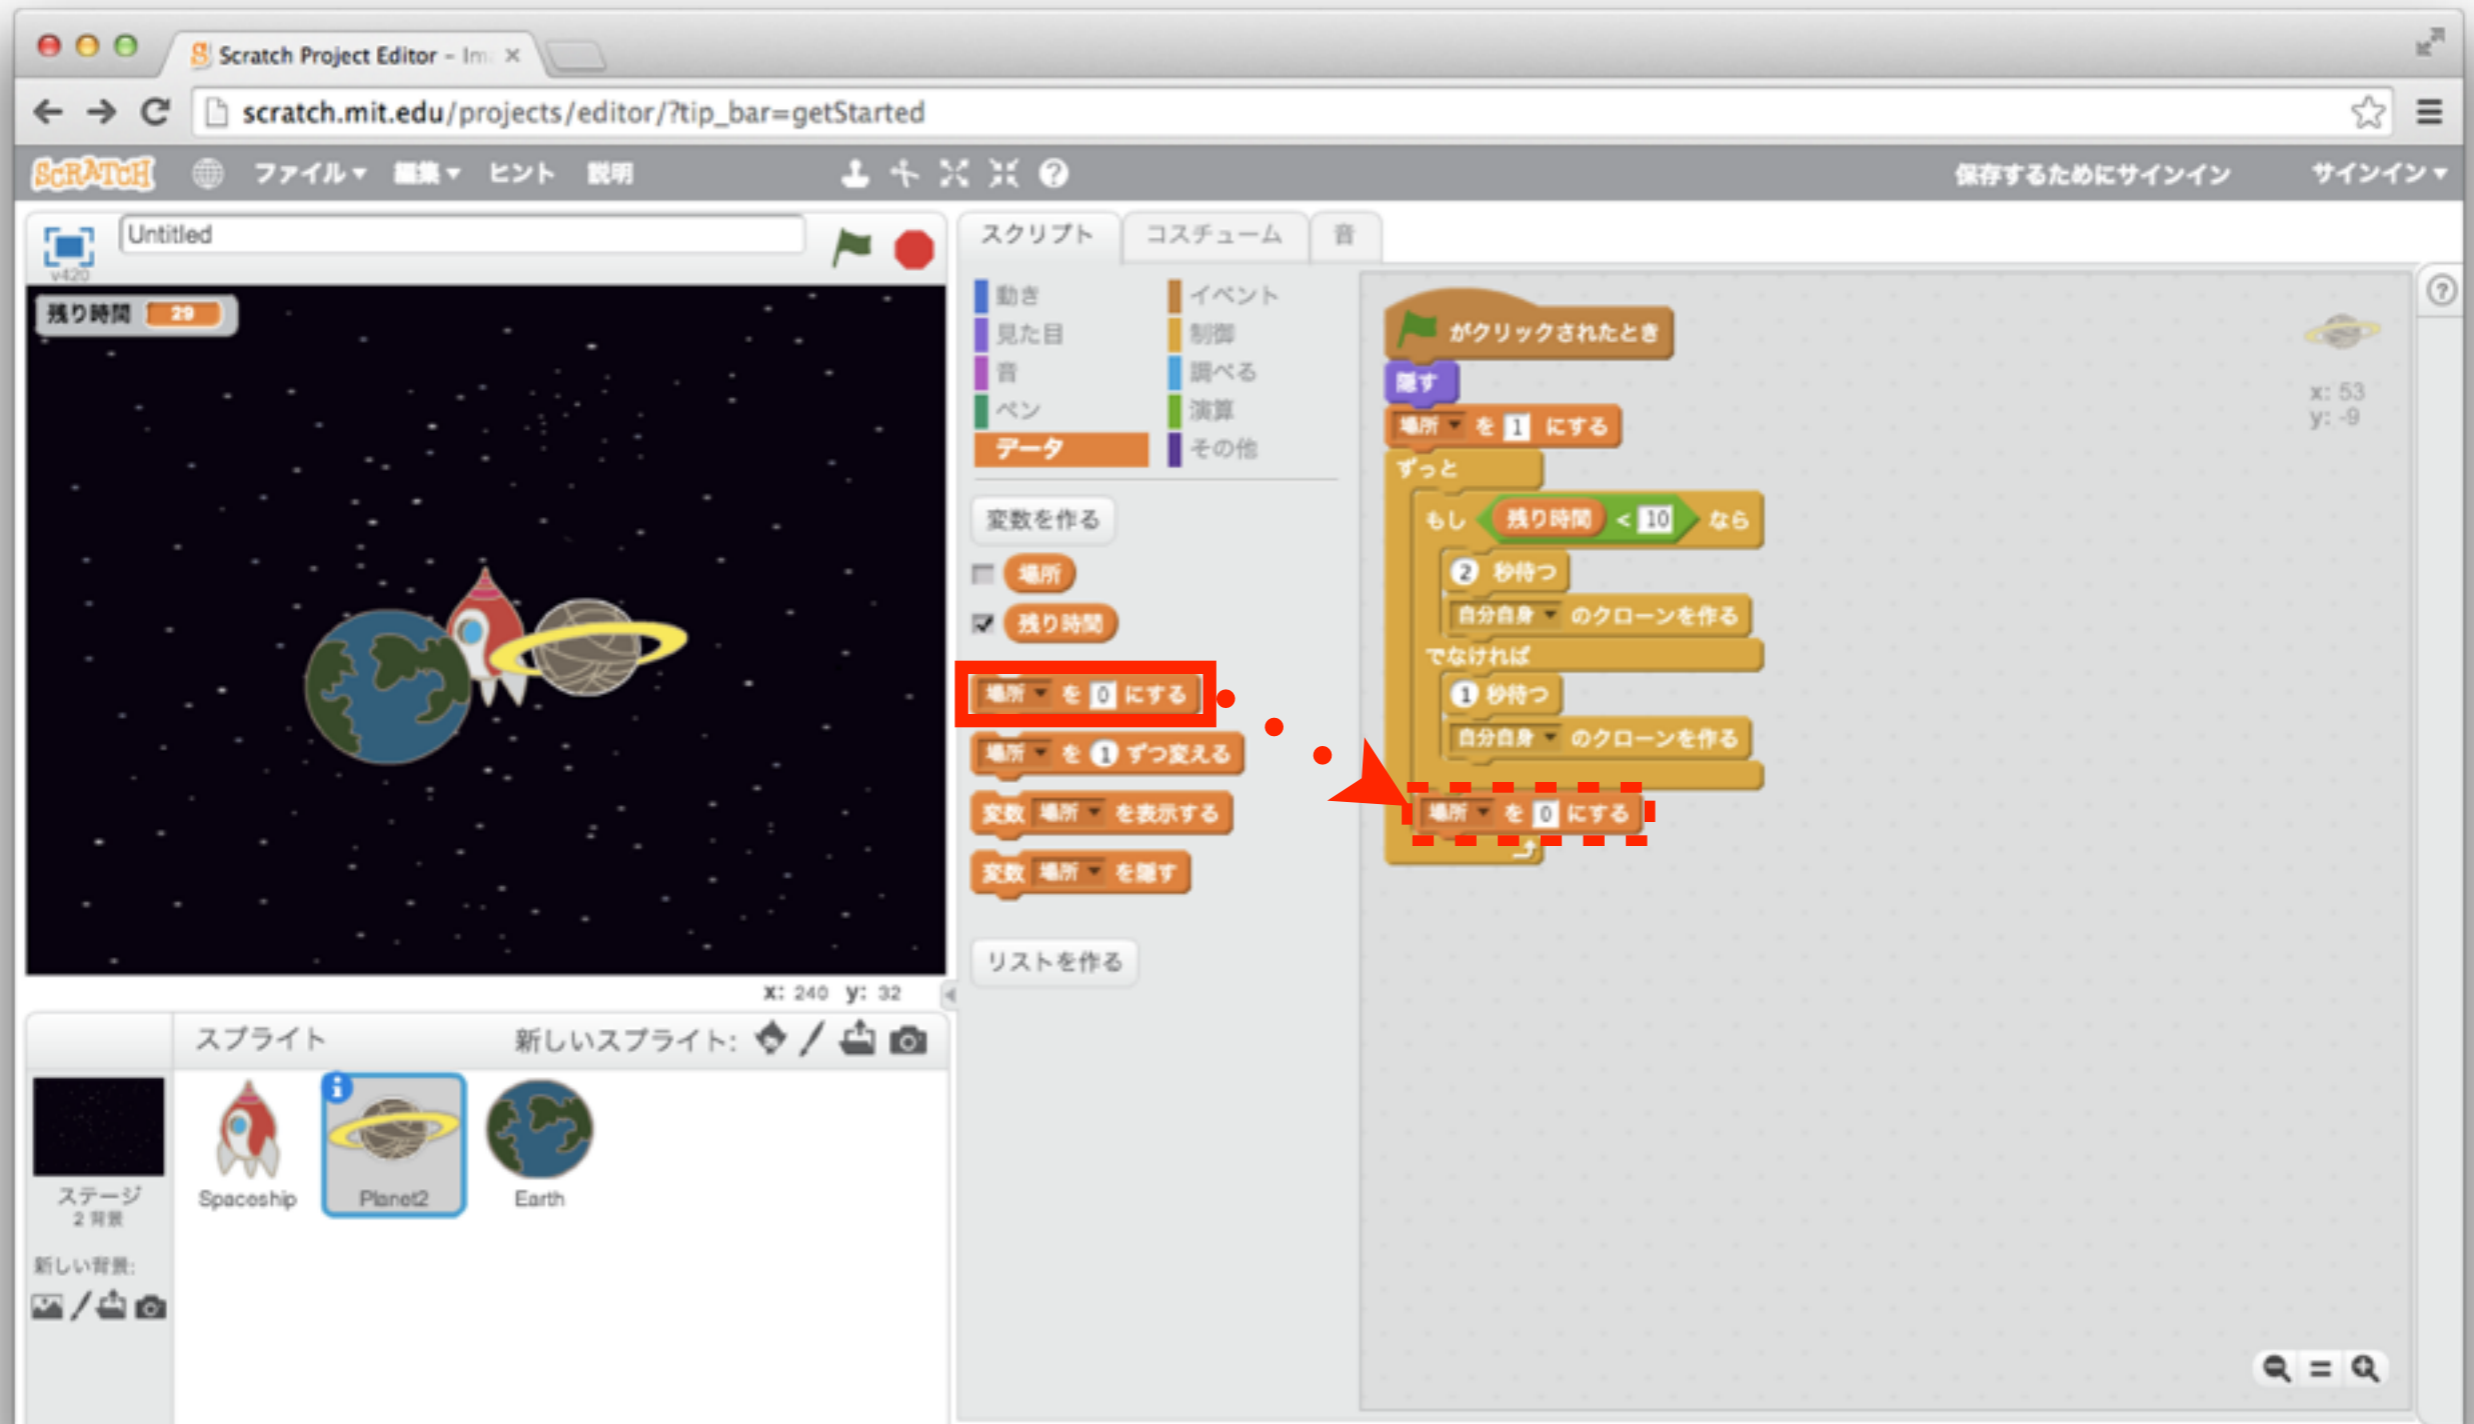 Scratch Project Editor - Im
scratch.mit.edu/projects/editor/?tip_bar=getStarted
SCRATCH ファイル 編集 ヒント 説明 保存するためにサインイン サインイン
Untitled
v420
残り時間 29
x: 240 y: 32
スプライト 新しいスプライト:
Spaceship
Planet2
Earth
ステージ
2 背景
新しい背景:
スクリプト コスチューム 音
動き イベント
見た目 制御
音 調べる
ペン 演算
データ その他
変数を作る
場所
残り時間
場所 を 0 にする
場所 を 1 ずつ変える
変数 場所 を表示する
変数 場所 を隠す
リストを作る
がクリックされたとき
隠す
場所 を 1 にする
ずっと
もし 残り時間 < 10 なら
2 秒待つ
自分自身 のクローンを作る
でなければ
1 秒待つ
自分自身 のクローンを作る
場所 を 0 にする
x: 53
y: -9